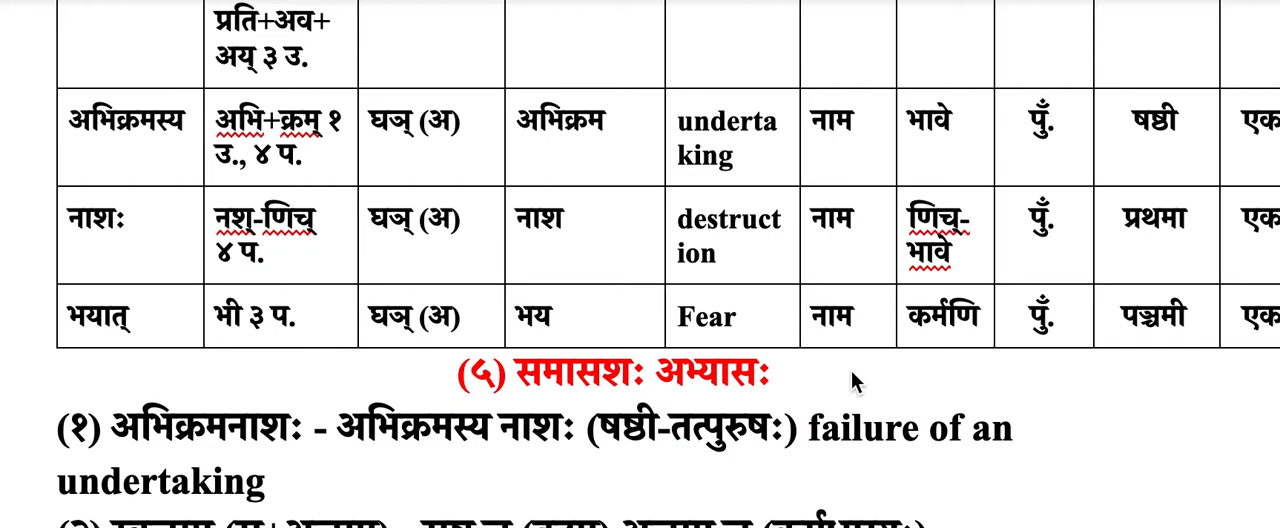 प्रति+अव+
अय् ३ उ.
अभिक्रमस्य अभि+क्रम् १ घञ् (अ) अभिक्रम underta नाम भावे पुँ. षष्ठी एक
उ., ४ प. king
नाशः नश्-णिच् घञ् (अ) नाश destruct नाम णिच्- पुँ. प्रथमा एक
४ प. ion भावे
भयात् भी ३ प. घञ् (अ) भय Fear नाम कर्मणि पुँ. पञ्चमी एक
(५) समासशः अभ्यासः
(१) अभिक्रमनाशः - अभिक्रमस्य नाशः (षष्ठी-तत्पुरुषः) failure of an
undertaking